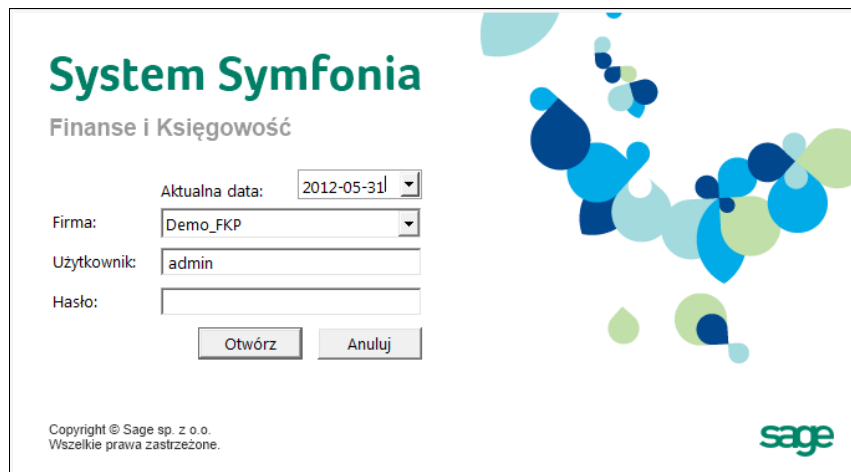 System Symfonia
Finanse i Księgowość
Aktualna data: 2012-05-31
Firma: Demo_FKP
Użytkownik: admin
Hasło:
Otwórz Anuluj
Copyright © Sage sp. z o.o.
Wszelkie prawa zastrzeżone.
sage